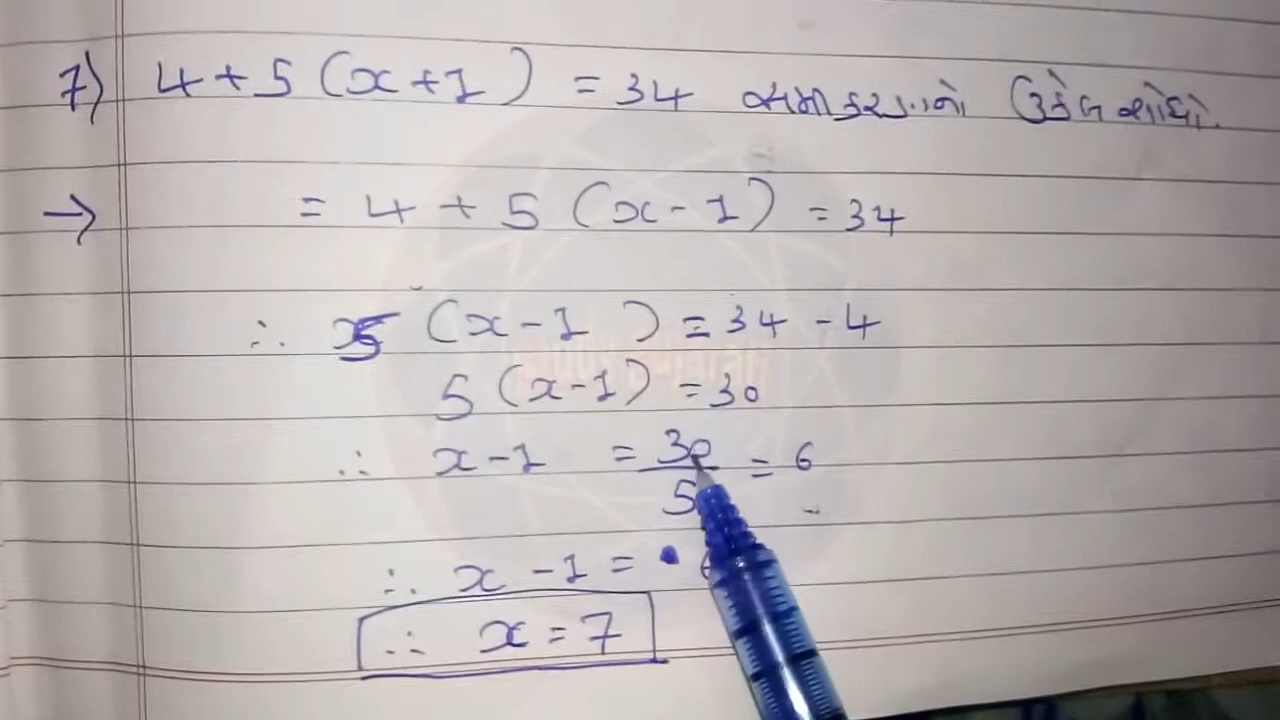 7) 4+5(x+1) = 34 સમીકરણનો ઉકેલ શોધો.
→ = 4 + 5 (x - 1) = 34
∴ 5 (x - 1) = 34 - 4
5 (x - 1) = 30
∴ x - 1 = 30/5 = 6
∴ x - 1 =
∴ x = 7